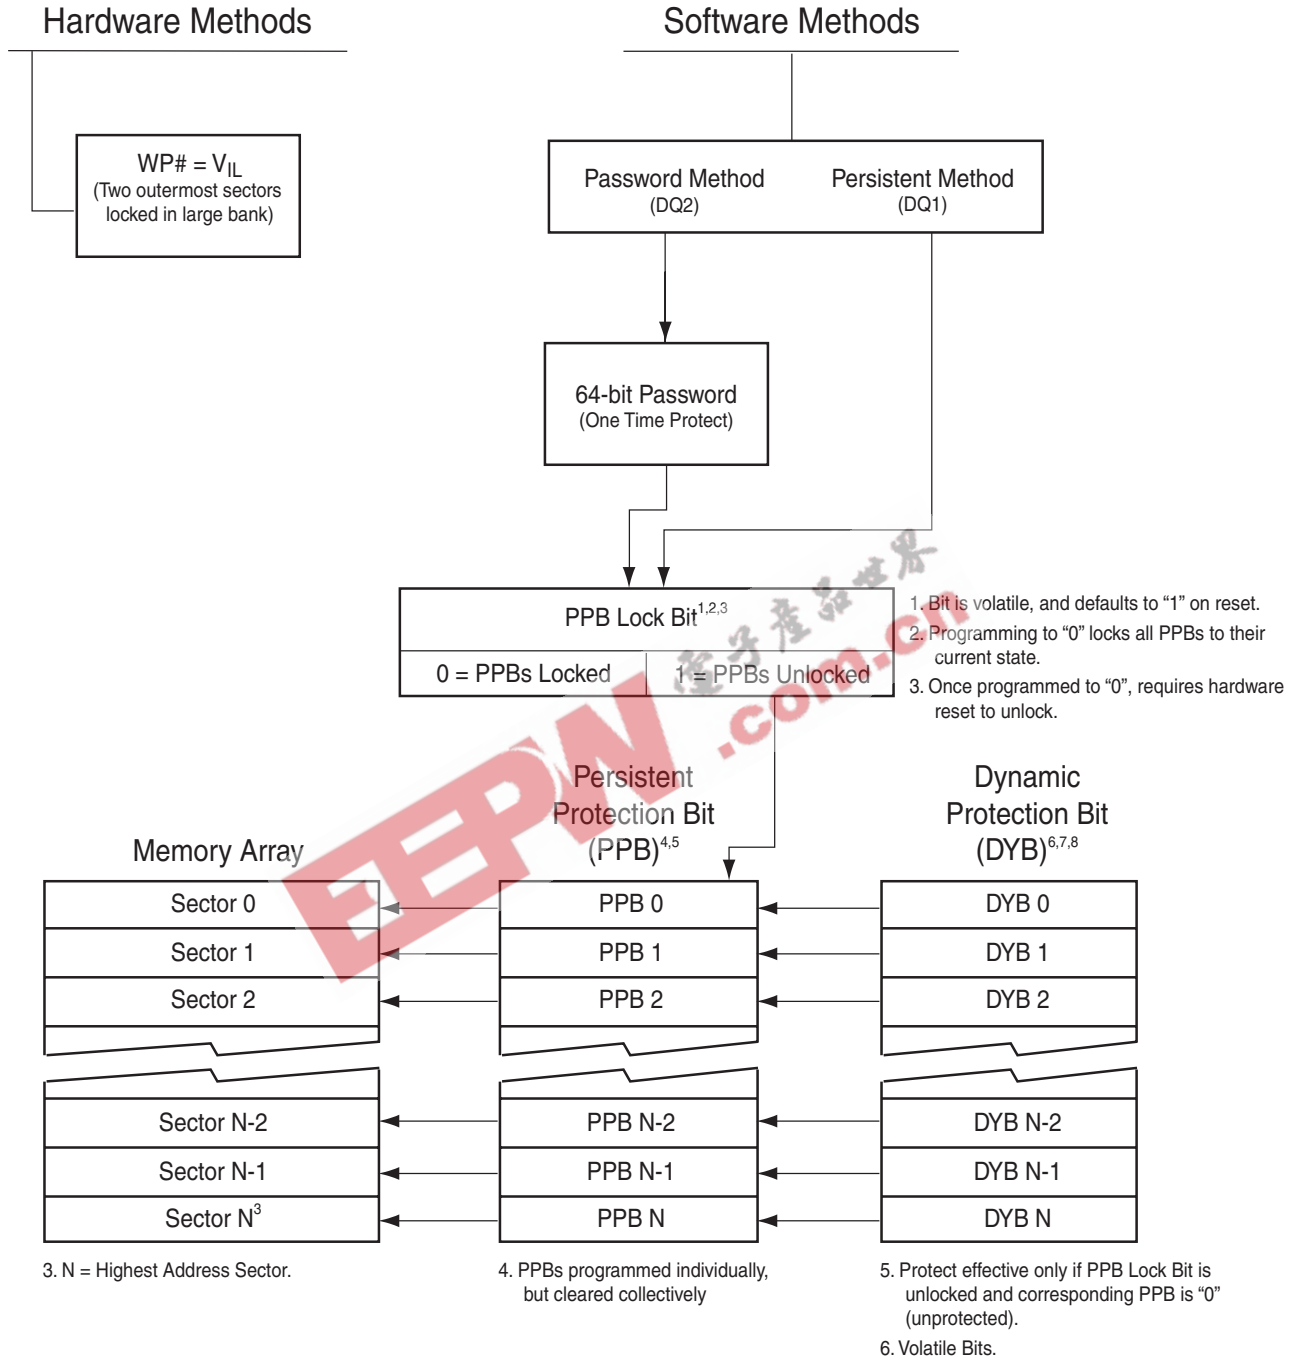 Hardware Methods
Software Methods
WP# = VIL
(Two outermost sectors
locked in large bank)
Password Method
(DQ2)
Persistent Method
(DQ1)
64-bit Password
(One Time Protect)
PPB Lock Bit1,2,3
0 = PPBs Locked
1 = PPBs Unlocked
1. Bit is volatile, and defaults to “1” on reset.
2. Programming to “0” locks all PPBs to their
current state.
3. Once programmed to “0”, requires hardware
reset to unlock.
電子產品世界
EEPW
.com.cn
Memory Array
Persistent
Protection Bit
(PPB)4,5
Dynamic
Protection Bit
(DYB)6,7,8
Sector 0
PPB 0
DYB 0
Sector 1
PPB 1
DYB 1
Sector 2
PPB 2
DYB 2
Sector N-2
PPB N-2
DYB N-2
Sector N-1
PPB N-1
DYB N-1
Sector N3
PPB N
DYB N
3. N = Highest Address Sector.
4. PPBs programmed individually,
but cleared collectively
5. Protect effective only if PPB Lock Bit is
unlocked and corresponding PPB is “0”
(unprotected).
6. Volatile Bits.